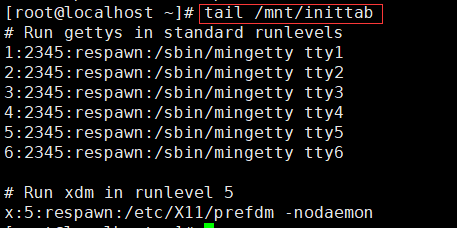 [root@localhost ~]# tail /mnt/inittab
# Run gettys in standard runlevels
1:2345:respawn:/sbin/mingetty tty1
2:2345:respawn:/sbin/mingetty tty2
3:2345:respawn:/sbin/mingetty tty3
4:2345:respawn:/sbin/mingetty tty4
5:2345:respawn:/sbin/mingetty tty5
6:2345:respawn:/sbin/mingetty tty6
# Run xdm in runlevel 5
x:5:respawn:/etc/X11/prefdm -nodaemon
[root@localhost ~]#